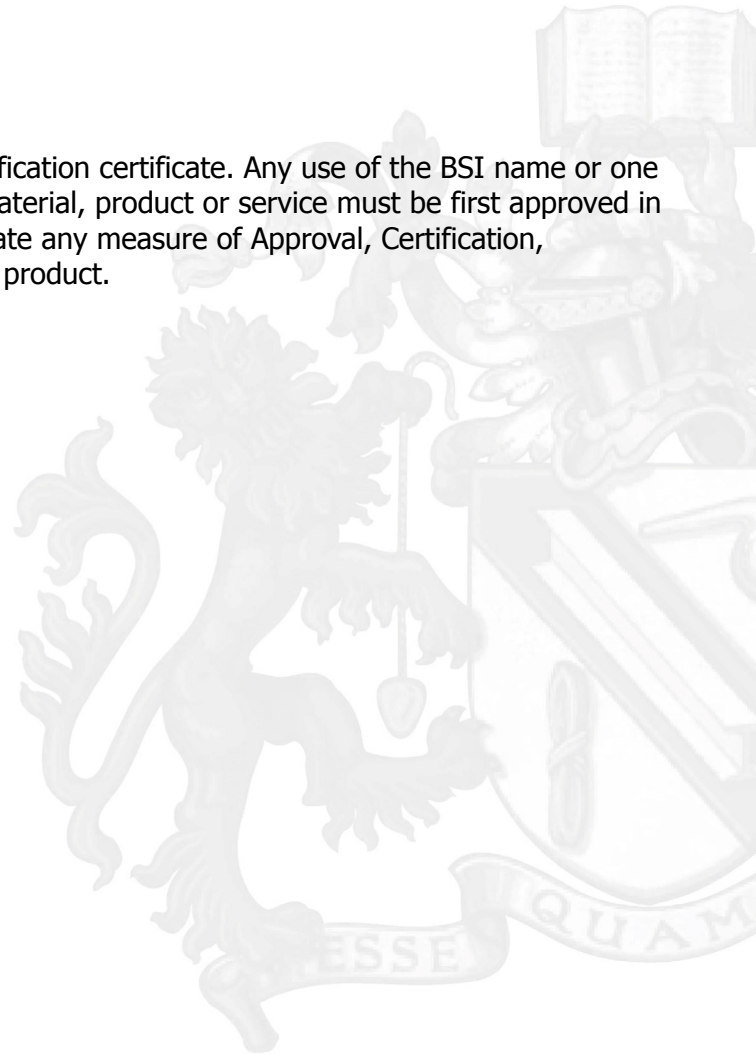 fication certificate. Any use of the BSI name or one
aterial, product or service must be first approved in
ate any measure of Approval, Certification,
product.
ESSE QUAM